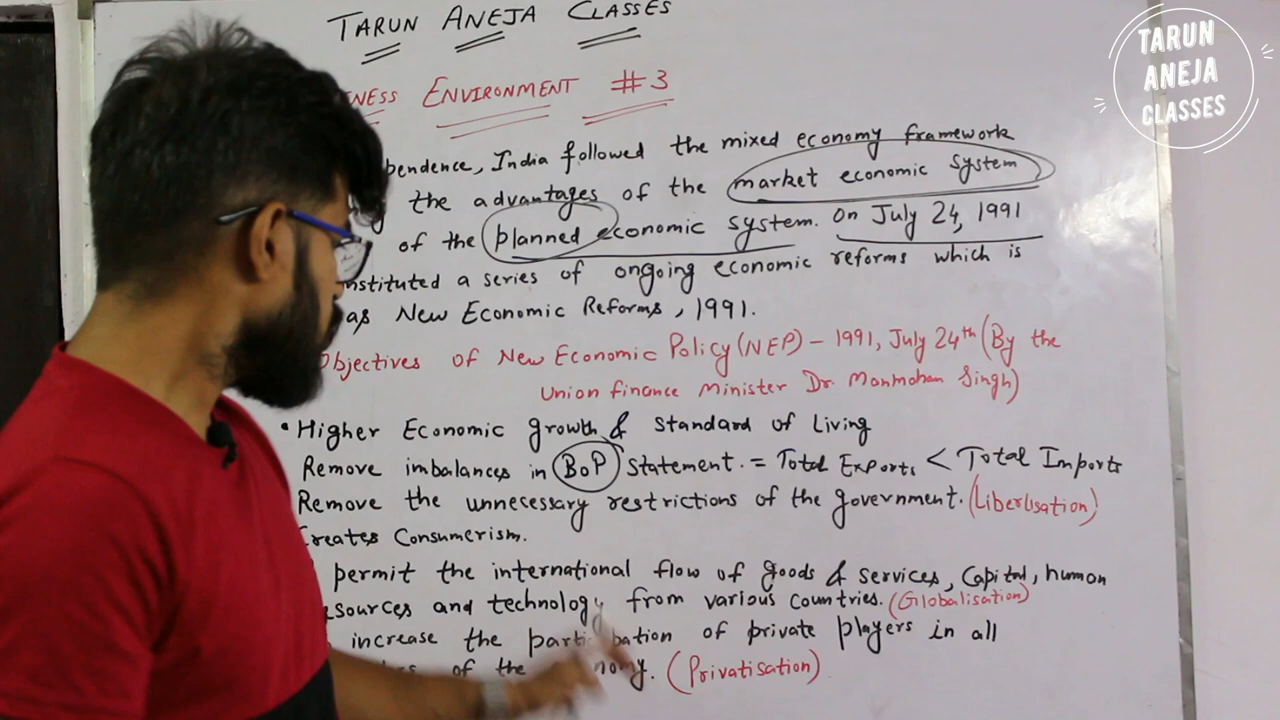 TARUN ANEJA CLASSES
TARUN
ANEJA
CLASSES
NESS ENVIRONMENT #3
pendence, India followed the mixed economy framework
the advantages of the market economic system
of the planned economic system. On July 24, 1991
nstituted a series of ongoing economic reforms which is
as New Economic Reforms, 1991.
Objectives of New Economic Policy (NEP) - 1991, July 24th (By the
Union finance minister Dr. Manmohan Singh)
• Higher Economic growth & Standard of Living
Remove imbalances in BOP statement. = Total Exports < Total Imports
Remove the unnecessary restrictions of the government. (Liberlisation)
Creates Consumerism.
permit the international flow of goods & services, Capital, human
esources and technology from various countries. (Globalisation)
increase the participation of private players in all
of the nomy. (Privatisation)